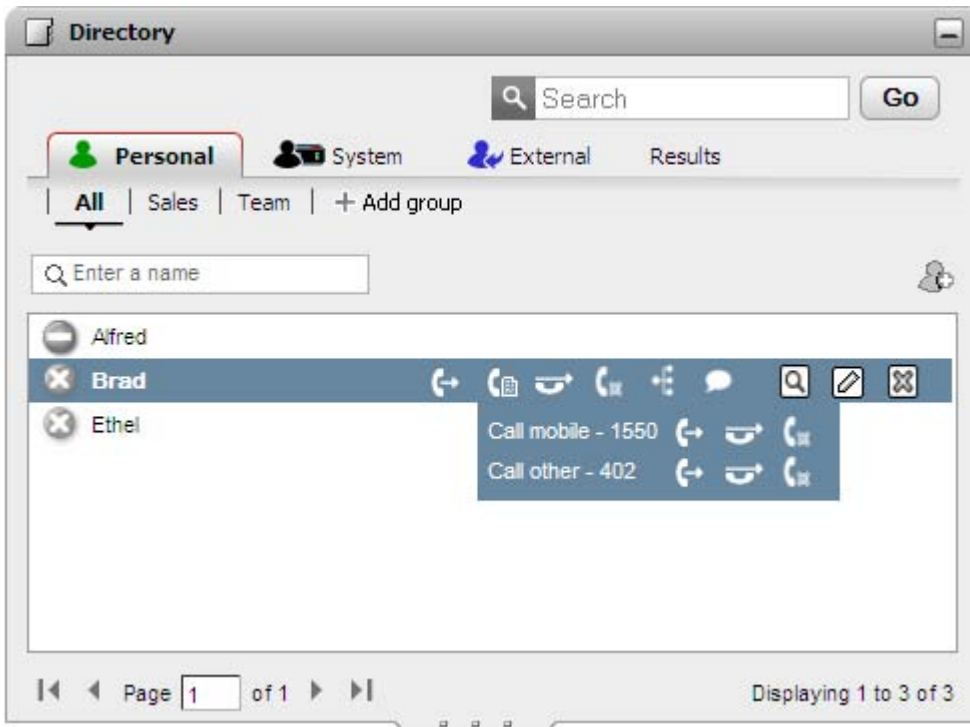 Directory
Search Go
Personal System External Results
All | Sales | Team | + Add group
Enter a name
Alfred
Brad
Call mobile - 1550
Ethel
Call other - 402
Page 1 of 1 Displaying 1 to 3 of 3